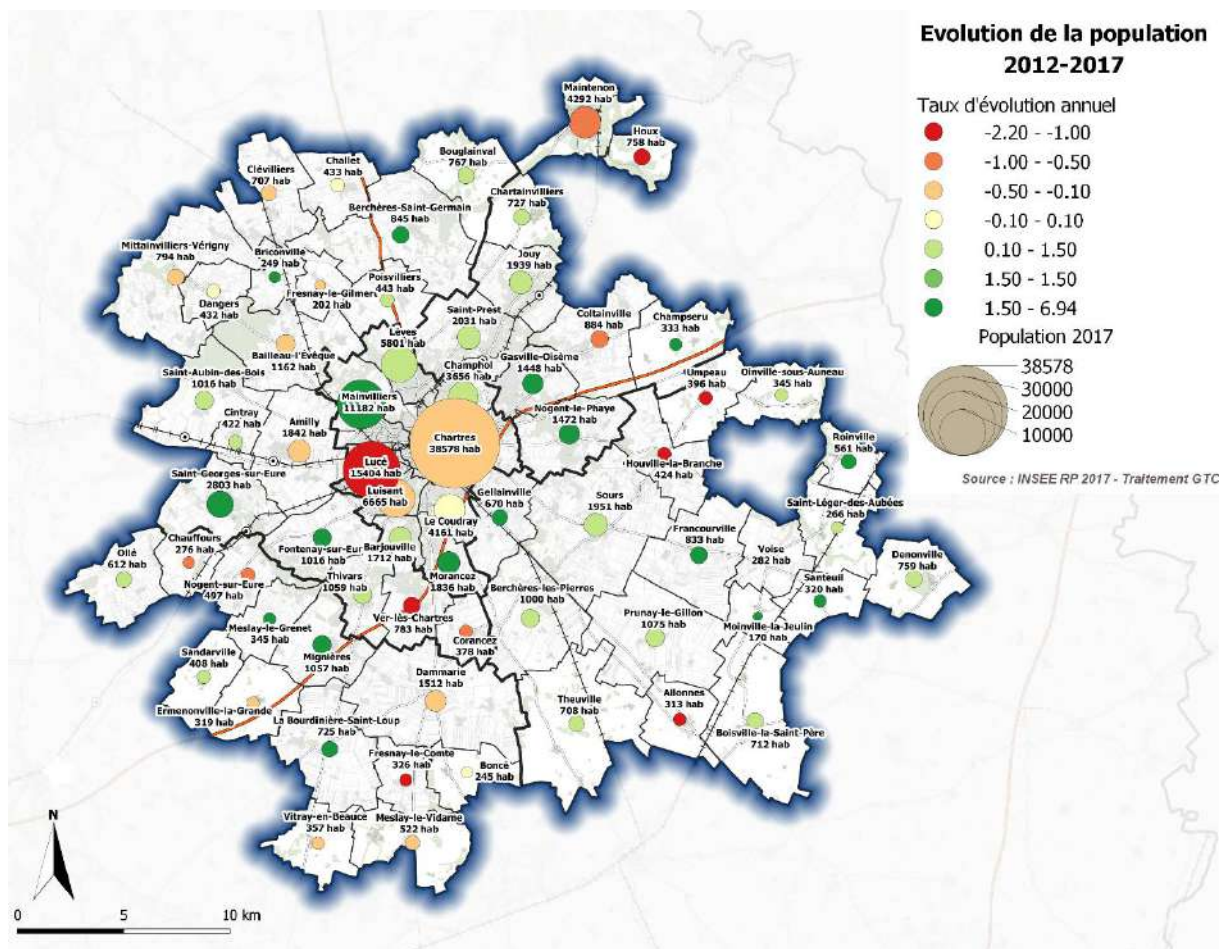 Evolution de la population
2012-2017
Taux d'évolution annuel
-2.20 - -1.00
-1.00 - -0.50
-0.50 - -0.10
-0.10 - 0.10
0.10 - 1.50
1.50 - 1.50
1.50 - 6.94
Population 2017
38578
30000
20000
10000
Source : INSEE RP 2017 - Traitement GTC
Maintenon
4292 hab
Houx
758 hab
Bouglainval
767 hab
Challet
433 hab
Clévilliers
707 hab
Chartainvilliers
727 hab
Berchères-Saint-Germain
845 hab
Mittainvilliers-Vérigny
794 hab
Briconville
249 hab
Jouy
1939 hab
Poisvilliers
443 hab
Dangers
432 hab
Fresnay-le-Gilmert
202 hab
Saint-Prest
2031 hab
Coltainville
884 hab
Champseru
333 hab
Lèves
5801 hab
Bailleau-l'Evêque
1162 hab
Gasville-Oisème
1448 hab
Champhol
3656 hab
Saint-Aubin-des-Bois
1016 hab
Umpeau
396 hab
Oinville-sous-Auneau
345 hab
Mainvilliers
11182 hab
Cintray
422 hab
Amilly
1842 hab
Nogent-le-Phaye
1472 hab
Chartres
38578 hab
Roinville
561 hab
Lucé
15404 hab
Houville-la-Branche
424 hab
Saint-Georges-sur-Eure
2803 hab
Luisant
6665 hab
Gellainville
670 hab
Sours
1951 hab
Saint-Léger-des-Aubées
266 hab
Le Coudray
4161 hab
Francourville
833 hab
Chauffours
276 hab
Ollé
612 hab
Fontenay-sur-Eur
1016 hab
Barjouville
1712 hab
Voise
282 hab
Denonville
759 hab
Nogent-sur-Eure
497 hab
Thivars
1059 hab
Morancez
1836 hab
Santeuil
320 hab
Berchères-les-Pierres
1000 hab
Prunay-le-Gillon
1075 hab
Moinville-la-Jeulin
170 hab
Ver-lès-Chartres
783 hab
Meslay-le-Grenet
345 hab
Corancez
378 hab
Mignières
1057 hab
Sandarville
408 hab
Dammarie
1512 hab
Theuville
708 hab
Allonnes
313 hab
Ermenonville-la-Grande
319 hab
La Bourdinière-Saint-Loup
725 hab
Boisville-la-Saint-Père
712 hab
Fresnay-le-Comte
326 hab
Boncé
245 hab
Vitray-en-Beauce
357 hab
Meslay-le-Vidame
522 hab
N
0 5 10 km